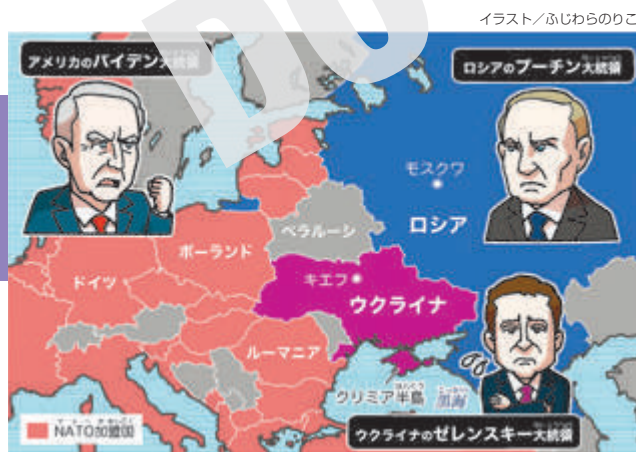 イラスト／ふじわらのりこ
アメリカのバイデン大統領
ロシアのプーチン大統領
モスクワ
ロシア
ベラルーシ
ポーランド
ドイツ
キエフ
ウクライナ
ルーマニア
クリミア半島 黒海
NATO加盟国
ウクライナのゼレンスキー大統領